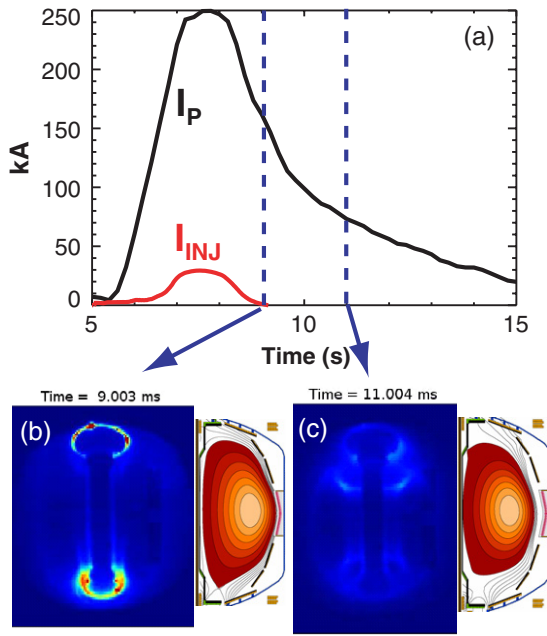 250
(a)
200
I_P
150
kA
100
I_INJ
50
0
5
10
15
Time (s)
Time = 9.003 ms
Time = 11.004 ms
(b)
(c)